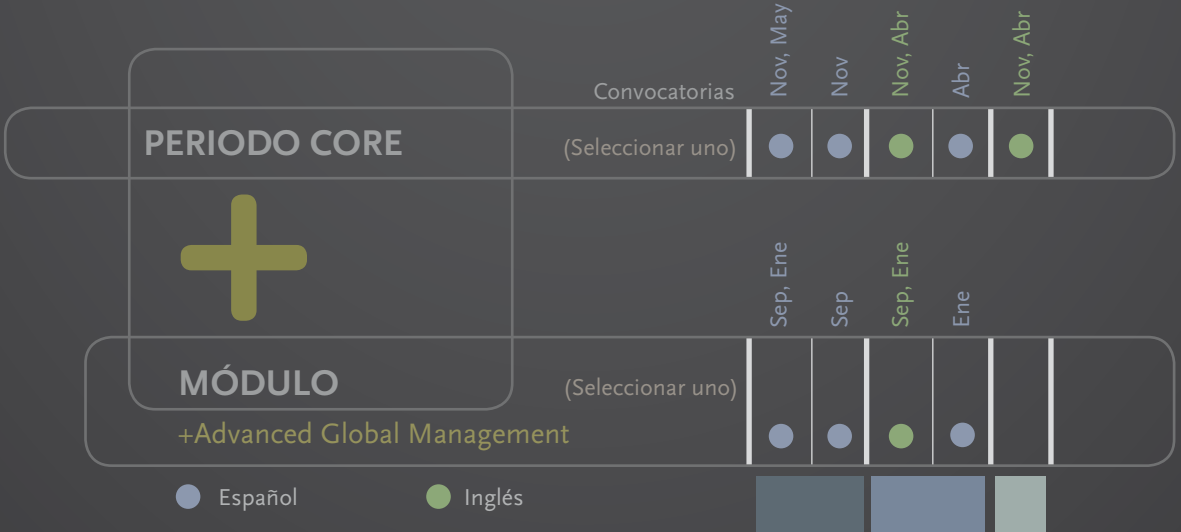 Nov, May
Nov
Nov, Abr
Abr
Nov, Abr
Convocatorias
PERIODO CORE
(Seleccionar uno)
Sep, Ene
Sep
Sep, Ene
Ene
MÓDULO
(Seleccionar uno)
+Advanced Global Management
Español
Inglés